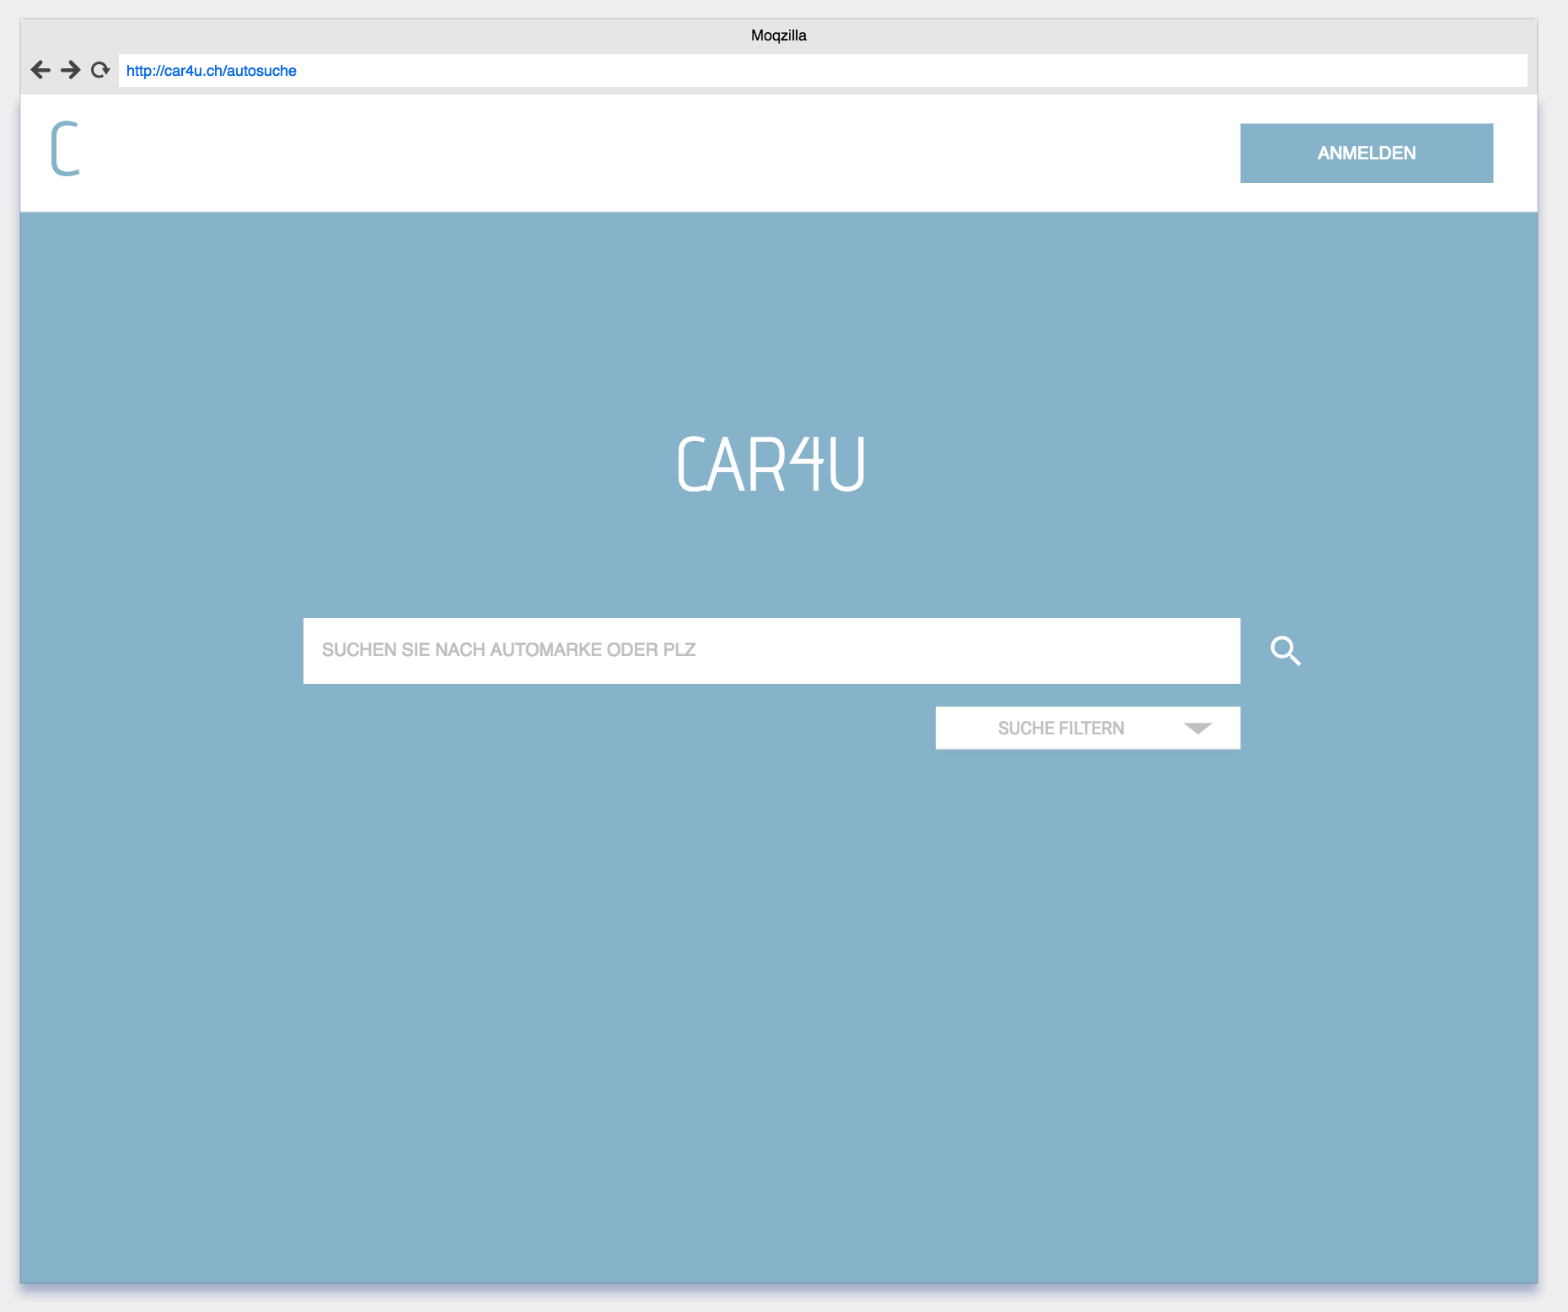 Moqzilla
http://car4u.ch/autosuche
C
ANMELDEN
CAR4U
SUCHEN SIE NACH AUTOMARKE ODER PLZ
SUCHE FILTERN